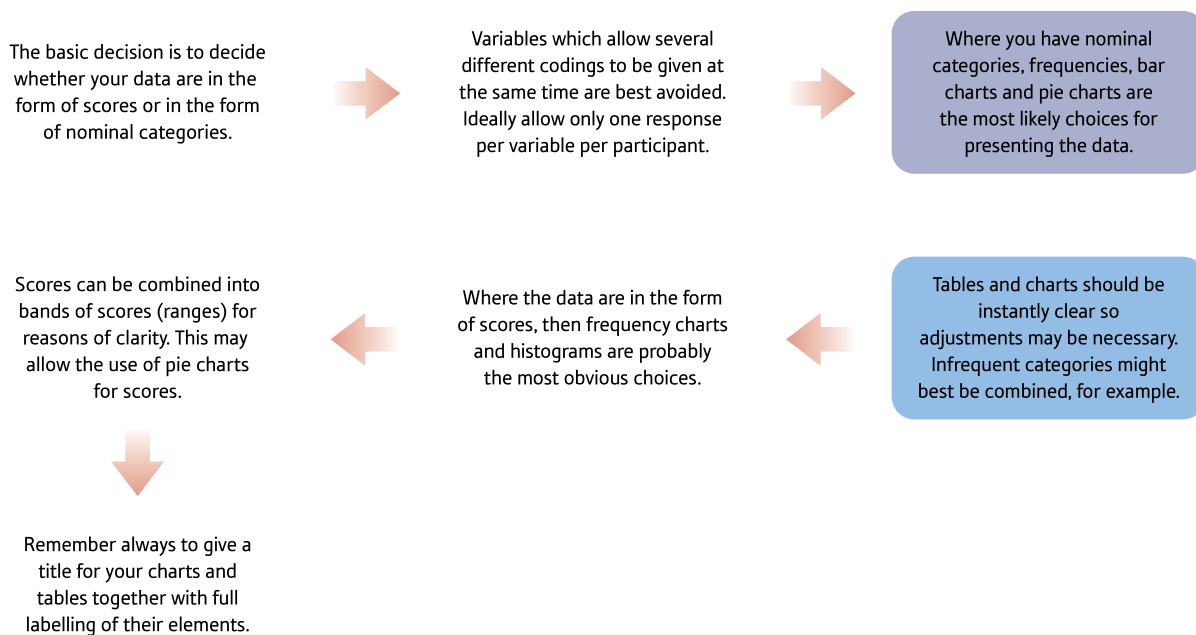 The basic decision is to decide
whether your data are in the
form of scores or in the form
of nominal categories.
Variables which allow several
different codings to be given at
the same time are best avoided.
Ideally allow only one response
per variable per participant.
Where you have nominal
categories, frequencies, bar
charts and pie charts are
the most likely choices for
presenting the data.
Tables and charts should be
instantly clear so
adjustments may be necessary.
Infrequent categories might
best be combined, for example.
Where the data are in the form
of scores, then frequency charts
and histograms are probably
the most obvious choices.
Scores can be combined into
bands of scores (ranges) for
reasons of clarity. This may
allow the use of pie charts
for scores.
Remember always to give a
title for your charts and
tables together with full
labelling of their elements.